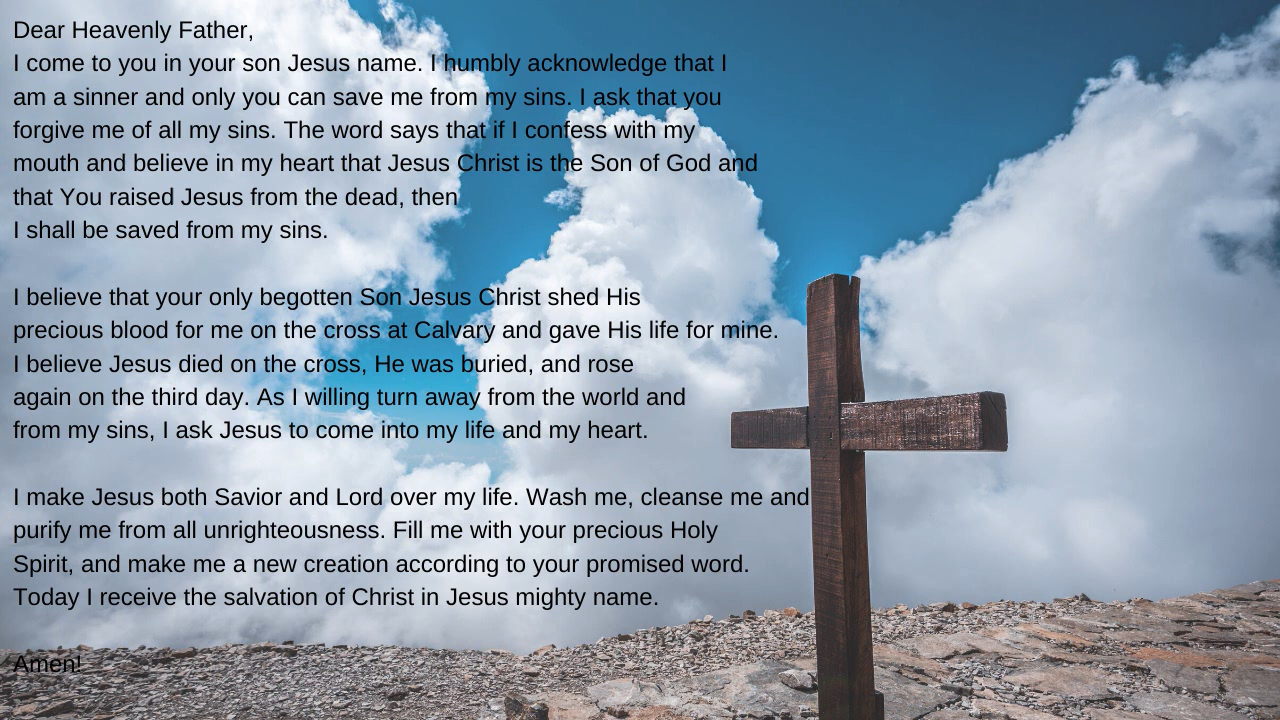 Dear Heavenly Father,
I come to you in your son Jesus name. I humbly acknowledge that I
am a sinner and only you can save me from my sins. I ask that you
forgive me of all my sins. The word says that if I confess with my
mouth and believe in my heart that Jesus Christ is the Son of God and
that You raised Jesus from the dead, then
I shall be saved from my sins.
I believe that your only begotten Son Jesus Christ shed His
precious blood for me on the cross at Calvary and gave His life for mine.
I believe Jesus died on the cross, He was buried, and rose
again on the third day. As I willing turn away from the world and
from my sins, I ask Jesus to come into my life and my heart.
I make Jesus both Savior and Lord over my life. Wash me, cleanse me and
purify me from all unrighteousness. Fill me with your precious Holy
Spirit, and make me a new creation according to your promised word.
Today I receive the salvation of Christ in Jesus mighty name.
Amen!